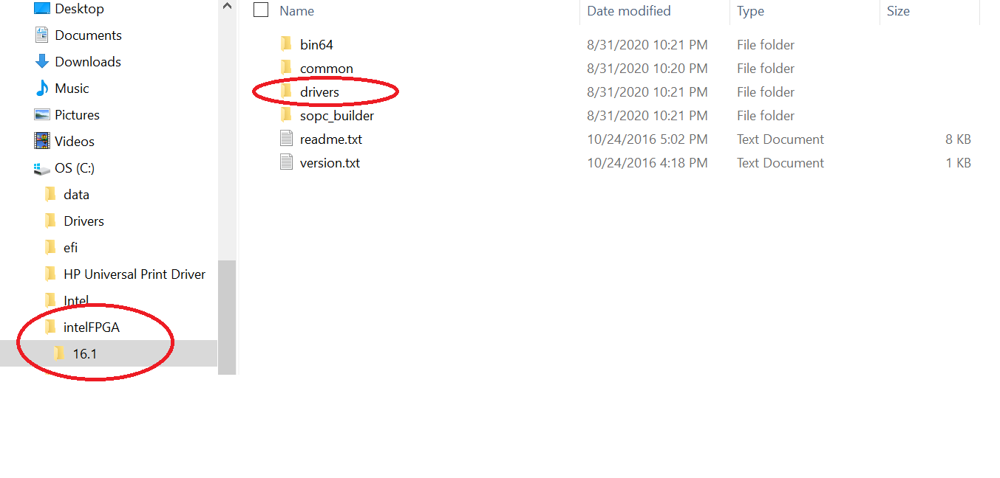 Desktop
Documents
Downloads
Music
Pictures
Videos
OS (C:)
data
Drivers
efi
HP Universal Print Driver
Intel
intelFPGA
16.1
Name Date modified Type Size
bin64 8/31/2020 10:21 PM File folder
common 8/31/2020 10:20 PM File folder
drivers 8/31/2020 10:21 PM File folder
sopc_builder 8/31/2020 10:21 PM File folder
readme.txt 10/24/2016 5:02 PM Text Document 8 KB
version.txt 10/24/2016 4:18 PM Text Document 1 KB